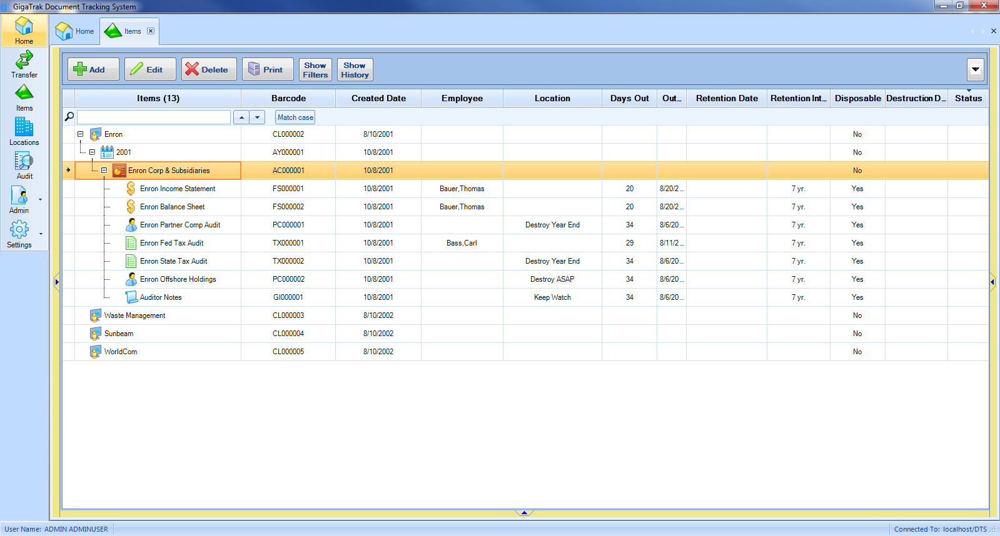 GigaTrak Document Tracking System
Home
Transfer
Items
Locations
Audit
Admin
Settings
Home Items
Add Edit Delete Print Show Filters Show History
Items (13) Barcode Created Date Employee Location Days Out Out... Retention Date Retention Int... Disposable Destruction D... Status
Match case
Enron CL000002 8/10/2001 No
2001 AY000001 10/8/2001 No
Enron Corp & Subsidiaries AC000001 10/8/2001 No
Enron Income Statement FS000001 10/8/2001 Bauer,Thomas 20 8/20/2... 7 yr. Yes
Enron Balance Sheet FS000002 10/8/2001 Bauer,Thomas 20 8/20/2... 7 yr. Yes
Enron Partner Comp Audit PC000001 10/8/2001 Destroy Year End 34 8/6/20... 7 yr. Yes
Enron Fed Tax Audit TX000001 10/8/2001 Bass,Carl 29 8/11/2... 7 yr. Yes
Enron State Tax Audit TX000002 10/8/2001 Destroy Year End 34 8/6/20... 7 yr. Yes
Enron Offshore Holdings PC000002 10/8/2001 Destroy ASAP 34 8/6/20... 7 yr. Yes
Auditor Notes GI000001 10/8/2001 Keep Watch 34 8/6/20... 7 yr. Yes
Waste Management CL000003 8/10/2002 No
Sunbeam CL000004 8/10/2002 No
WorldCom CL000005 8/10/2002 No
User Name: ADMIN ADMINUSER Connected To: localhost/DTS